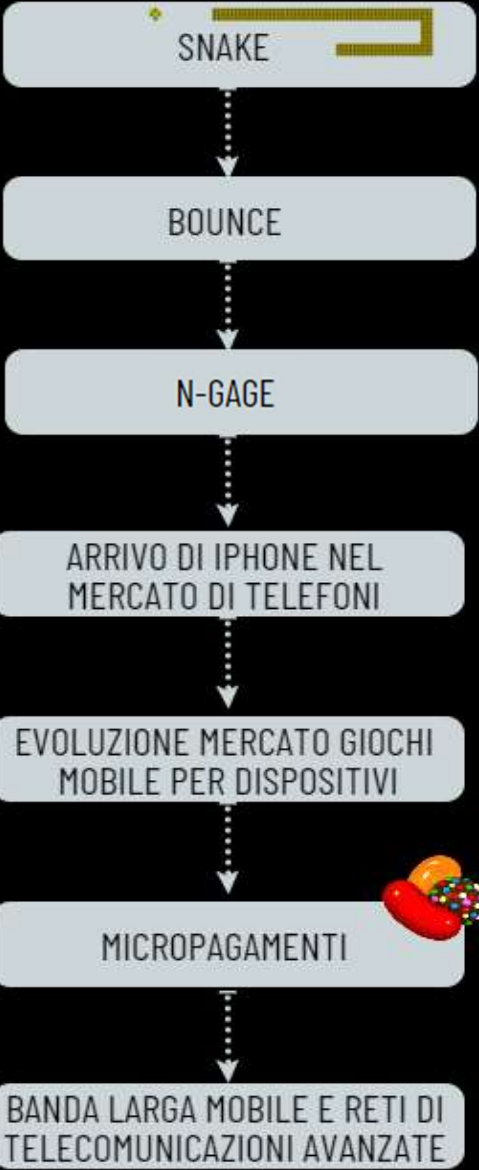 SNAKE
BOUNCE
N-GAGE
ARRIVO DI IPHONE NEL
MERCATO DI TELEFONI
EVOLUZIONE MERCATO GIOCHI
MOBILE PER DISPOSITIVI
MICROPAGAMENTI
BANDA LARGA MOBILE E RETI DI
TELECOMUNICAZIONI AVANZATE